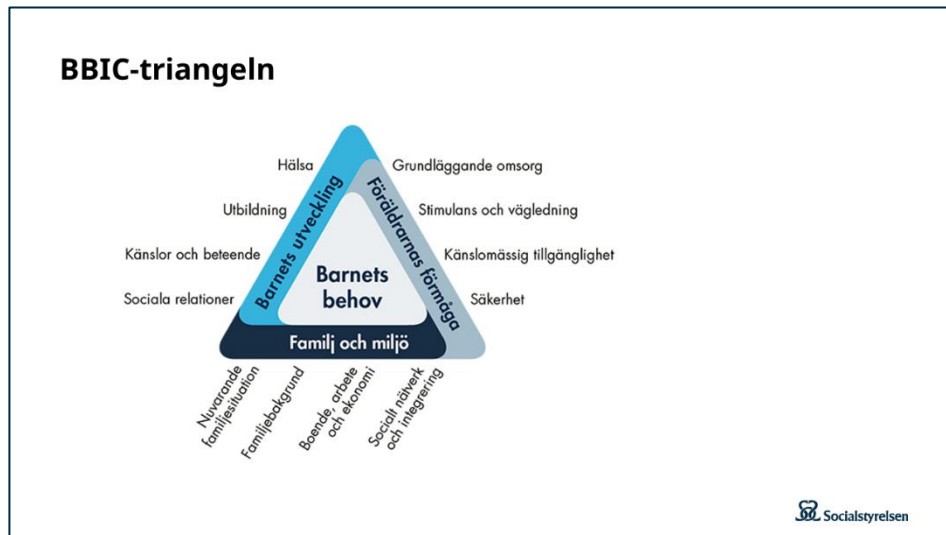 BBIC-triangeln
Hälsa
Utbildning
Känslor och beteende
Sociala relationer
Barnets utveckling
Grundläggande omsorg
Stimulans och vägledning
Känslomässig tillgänglighet
Säkerhet
Föräldrarnas förmåga
Barnets
behov
Familj och miljö
Nuvarande
familjesituation
Familjebakgrund
Boende, arbete
och ekonomi
Socialt nätverk
och integrering
Socialstyrelsen